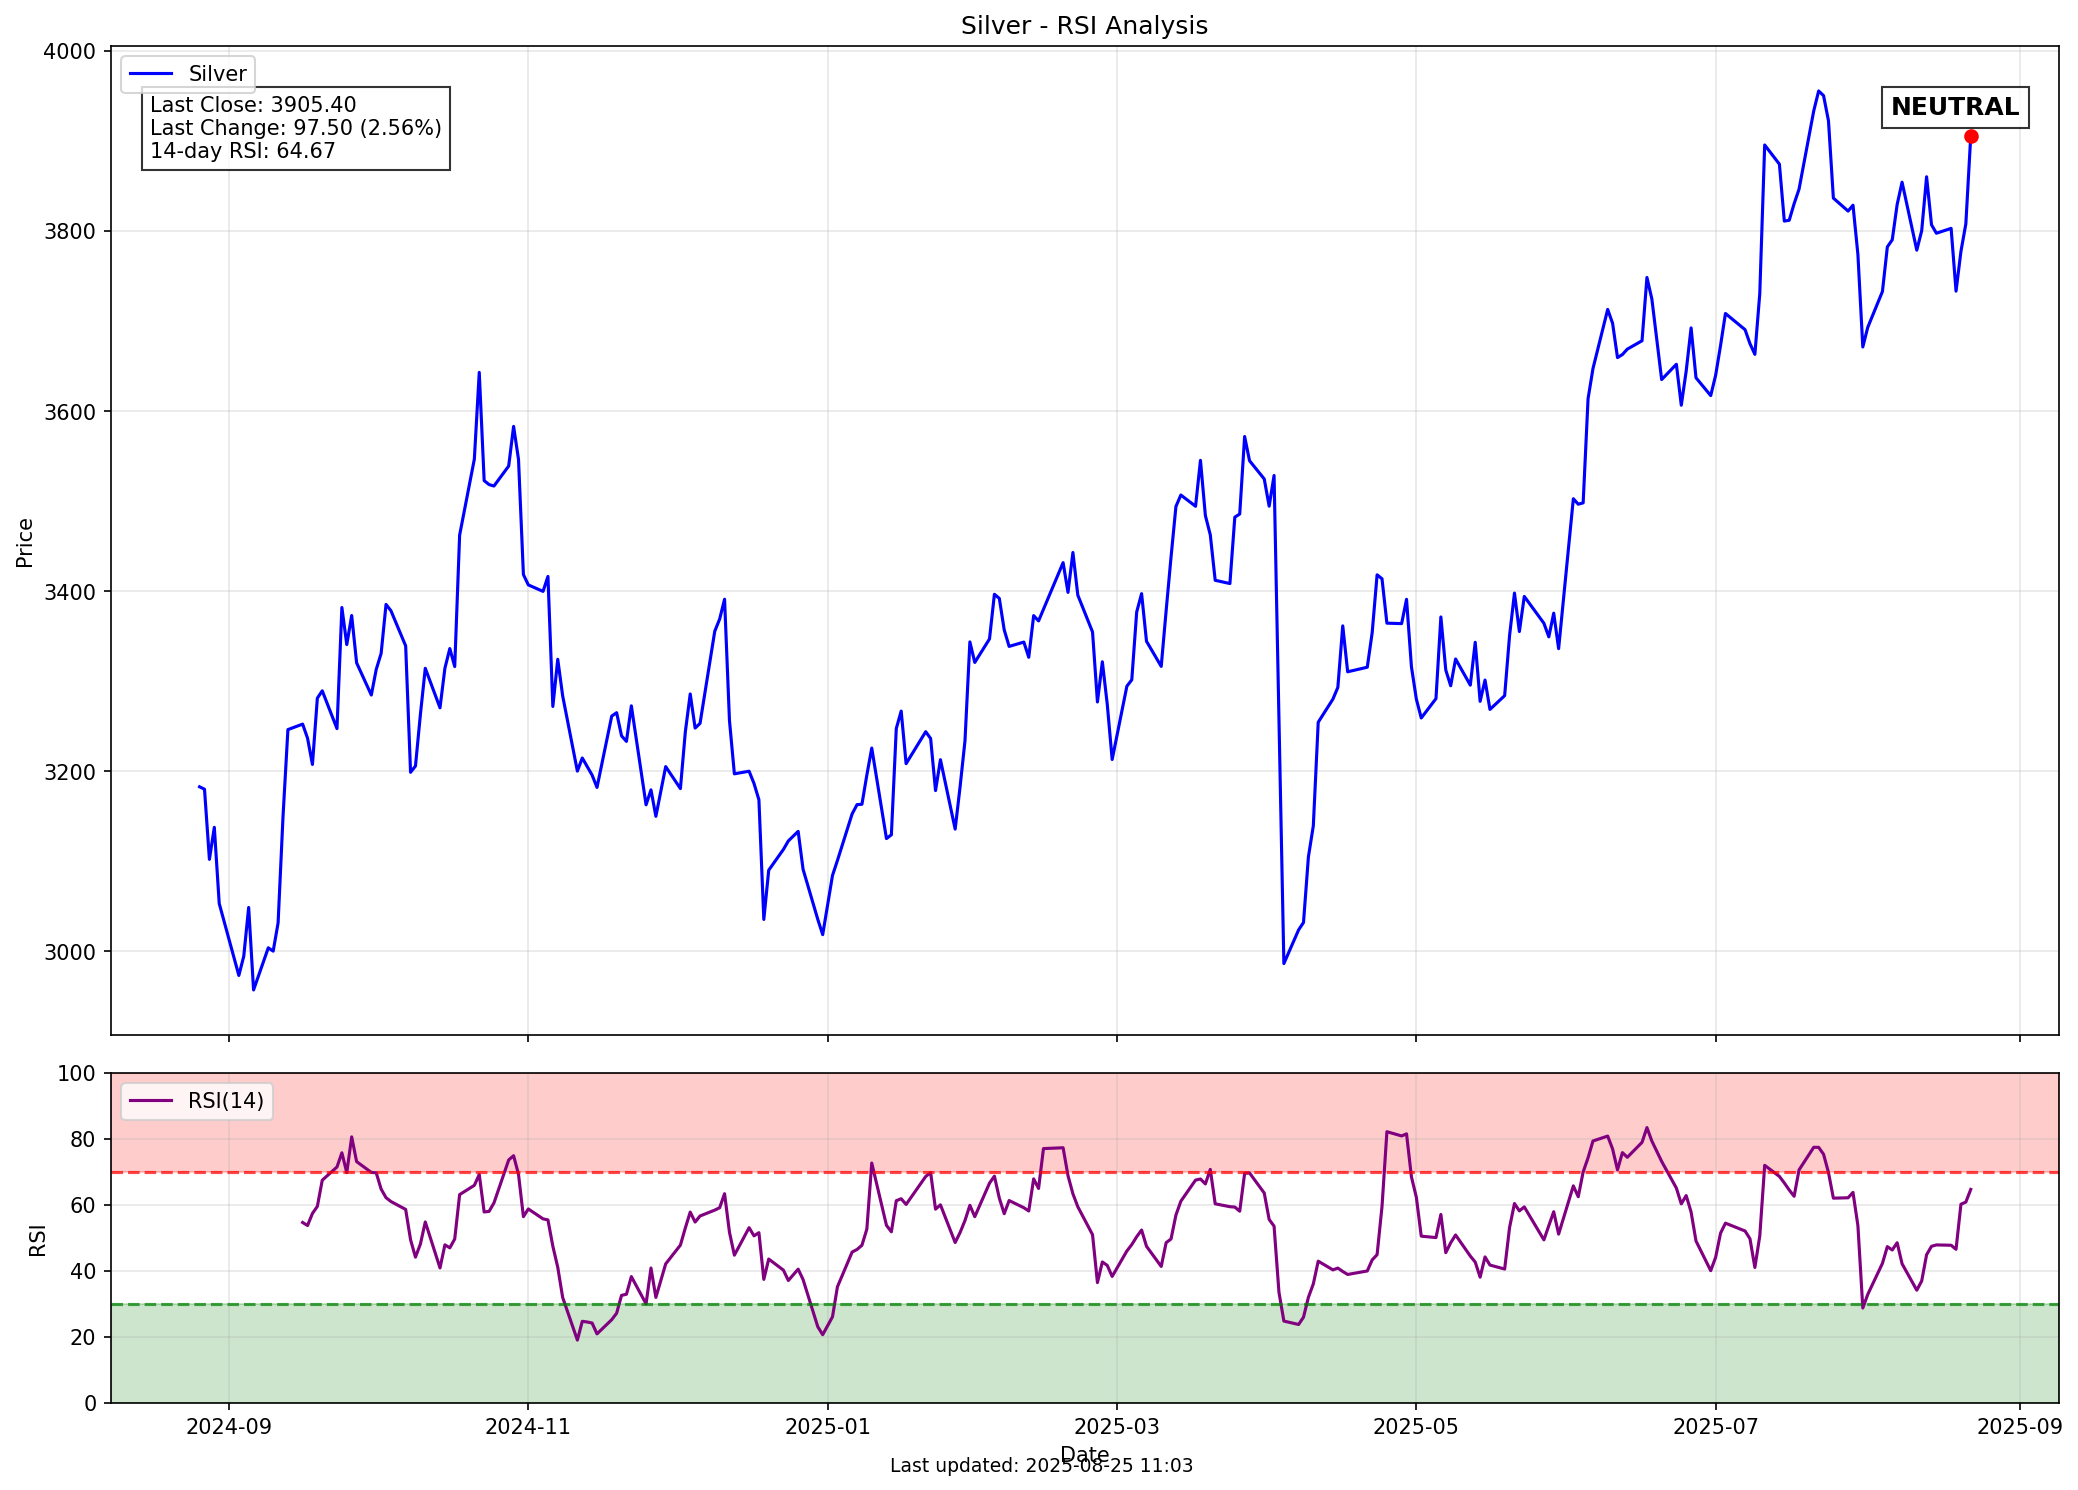 Silver - RSI Analysis
Silver
Last Close: 3905.40
Last Change: 97.50 (2.56%)
14-day RSI: 64.67
NEUTRAL
4000
3800
3600
3400
3200
3000
Price
RSI(14)
100
80
60
40
20
0
RSI
2024-09
2024-11
2025-01
2025-03
2025-05
2025-07
2025-09
Date
Last updated: 2025-08-25 11:03